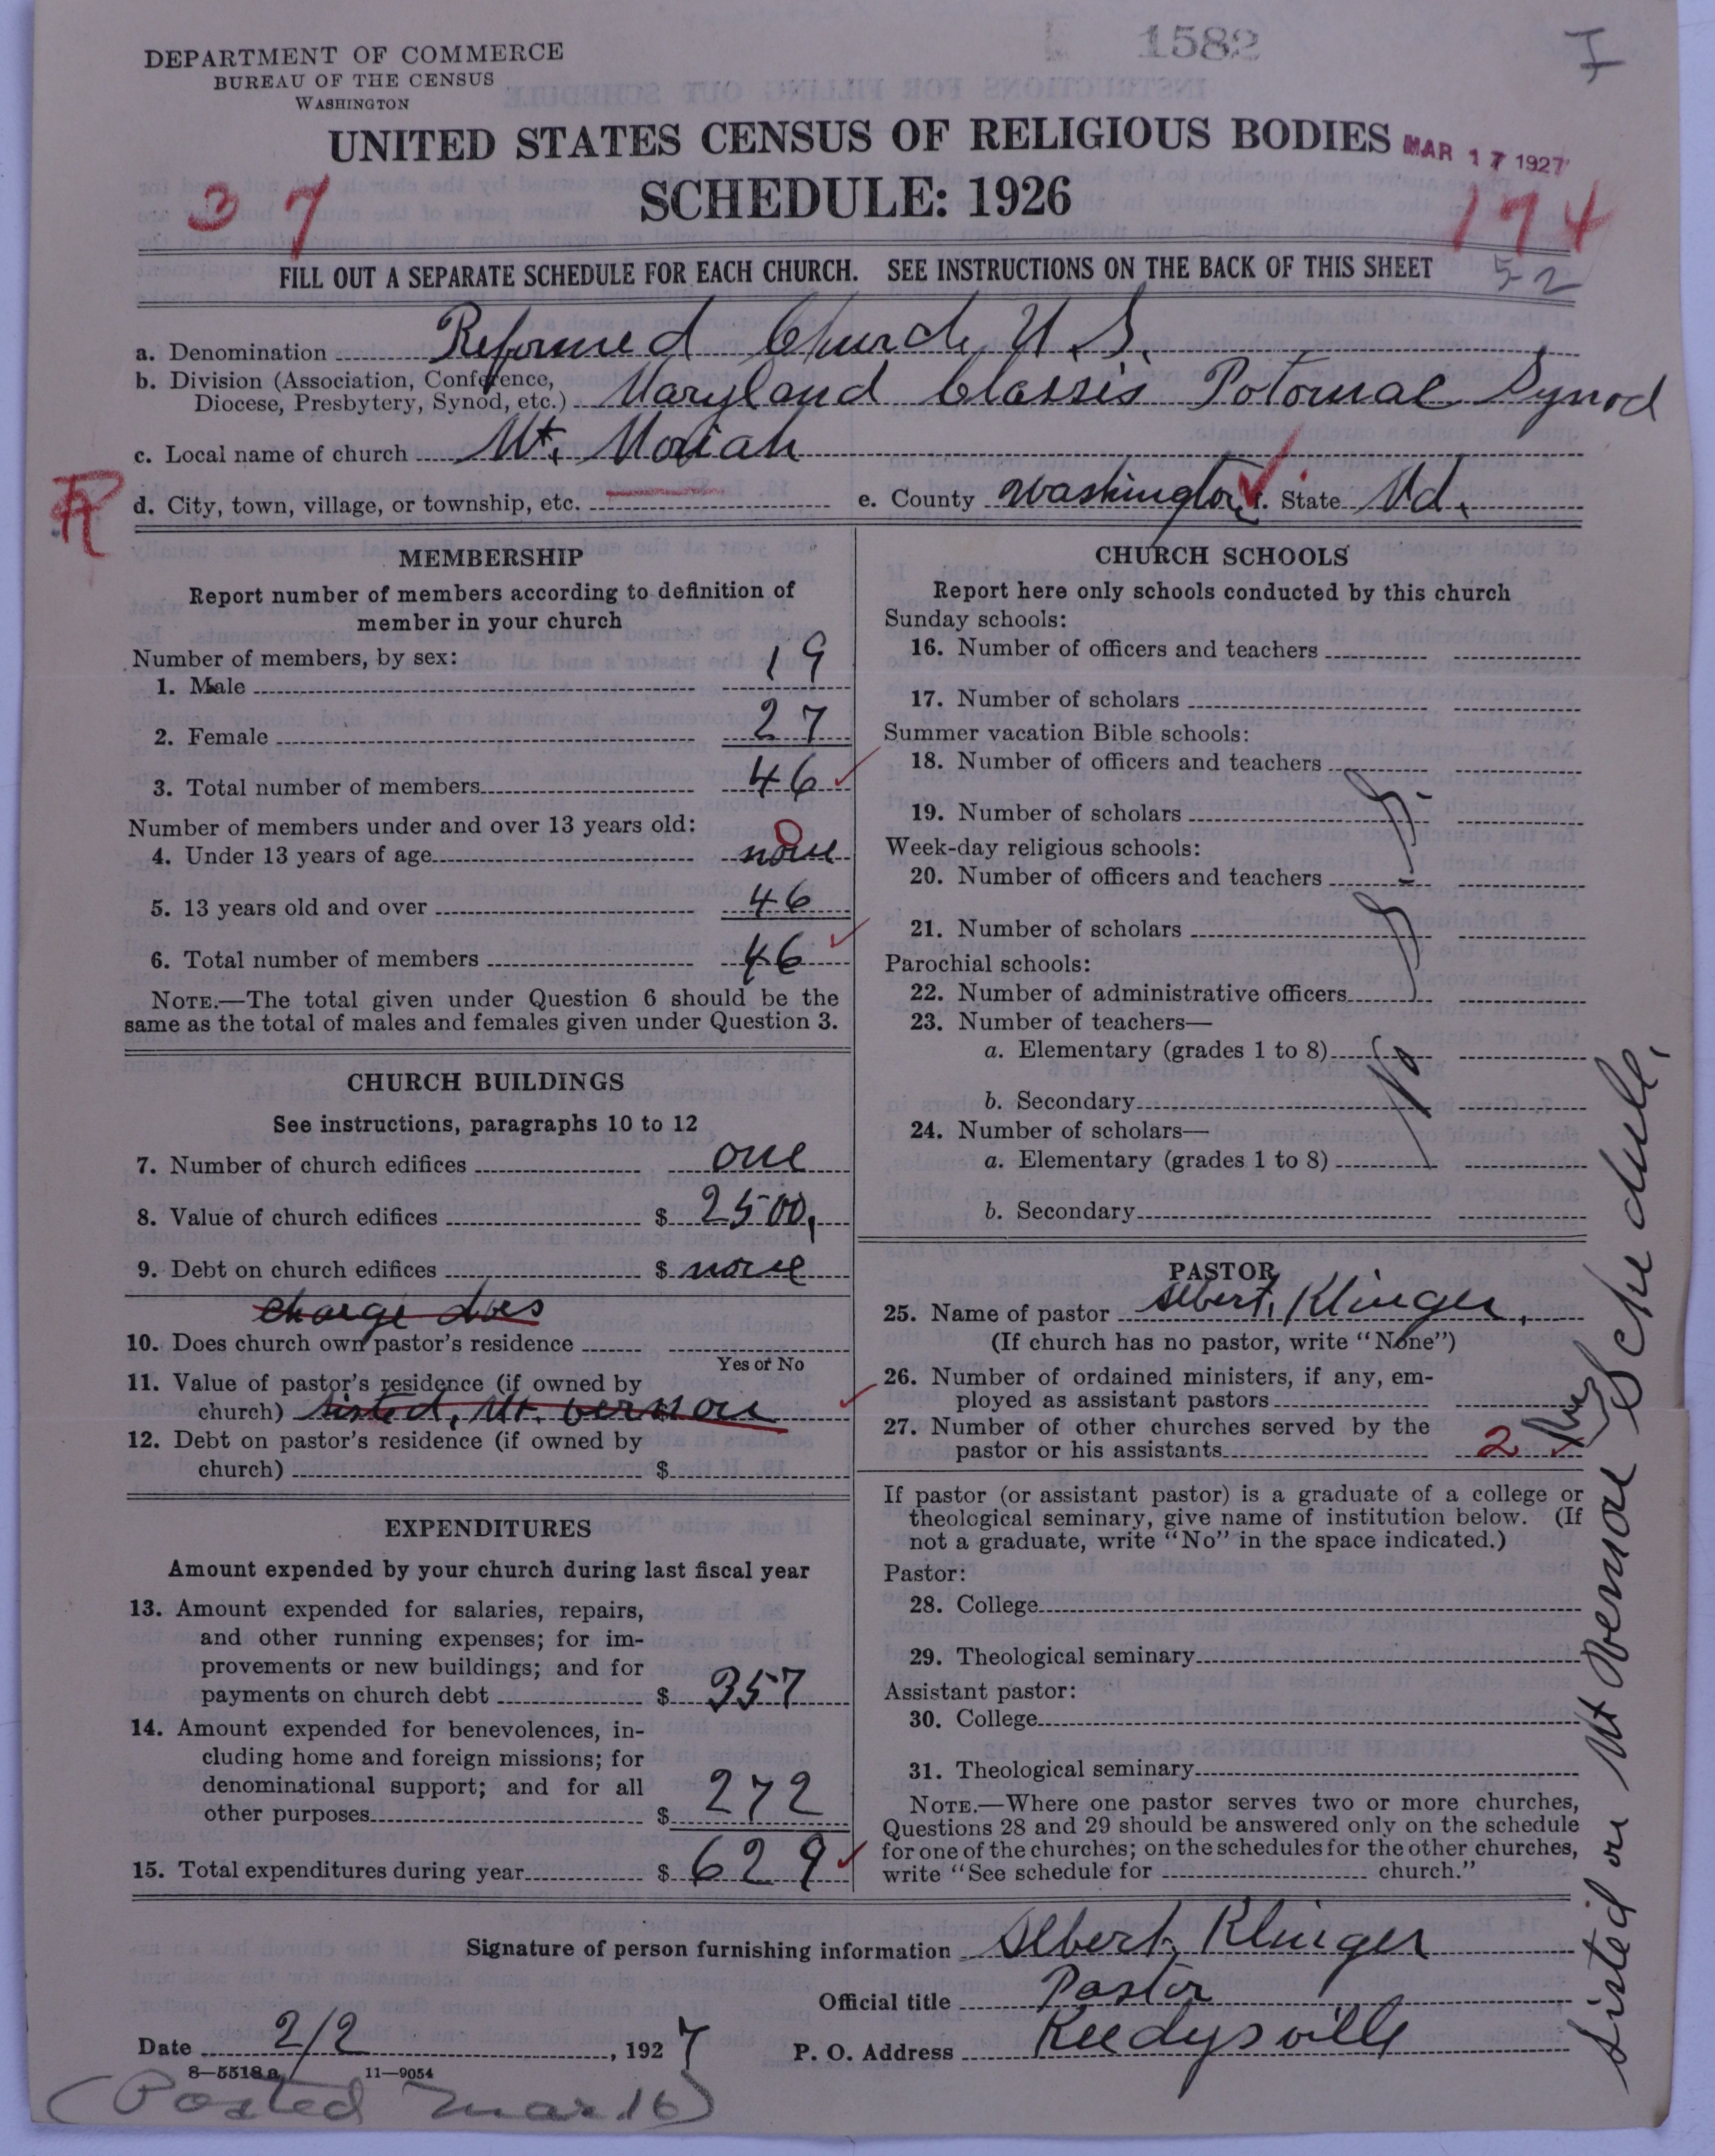 DEPARTMENT OF COMMERCE
BUREAU OF THE CENSUS
WASHINGTON
1582
I
UNITED STATES CENSUS OF RELIGIOUS BODIES
MAR 17 1927
SCHEDULE: 1926
37
174
FILL OUT A SEPARATE SCHEDULE FOR EACH CHURCH. SEE INSTRUCTIONS ON THE BACK OF THIS SHEET
52
a. Denomination Reformed Church, U.S.
b. Division (Association, Conference,
Diocese, Presbytery, Synod, etc.) Maryland Classis Potomac Synod
c. Local name of church Mt. Moriah
R
d. City, town, village, or township, etc.
e. County Washington, f. State Md.
MEMBERSHIP
Report number of members according to definition of
member in your church
Number of members, by sex:
1. Male 19
2. Female 27
3. Total number of members 46
Number of members under and over 13 years old:
4. Under 13 years of age none 0
5. 13 years old and over 46
6. Total number of members 46
NOTE.—The total given under Question 6 should be the
same as the total of males and females given under Question 3.
CHURCH BUILDINGS
See instructions, paragraphs 10 to 12
7. Number of church edifices one
8. Value of church edifices $ 2500,
9. Debt on church edifices $ none
charge does
10. Does church own pastor's residence
Yes or No
11. Value of pastor's residence (if owned by
church) listed, Mt. Vernon
12. Debt on pastor's residence (if owned by
church) $
EXPENDITURES
Amount expended by your church during last fiscal year
13. Amount expended for salaries, repairs,
and other running expenses; for im-
provements or new buildings; and for
payments on church debt $ 357
14. Amount expended for benevolences, in-
cluding home and foreign missions; for
denominational support; and for all
other purposes $ 272
15. Total expenditures during year $ 629
CHURCH SCHOOLS
Report here only schools conducted by this church
Sunday schools:
16. Number of officers and teachers
17. Number of scholars
Summer vacation Bible schools:
18. Number of officers and teachers
19. Number of scholars
Week-day religious schools:
20. Number of officers and teachers
21. Number of scholars
Parochial schools:
22. Number of administrative officers
23. Number of teachers—
a. Elementary (grades 1 to 8)
b. Secondary
24. Number of scholars—
a. Elementary (grades 1 to 8)
b. Secondary
PASTOR
25. Name of pastor Albert, Klinger,
(If church has no pastor, write "None")
26. Number of ordained ministers, if any, em-
ployed as assistant pastors
27. Number of other churches served by the
pastor or his assistants 2
If pastor (or assistant pastor) is a graduate of a college or
theological seminary, give name of institution below. (If
not a graduate, write "No" in the space indicated.)
Pastor:
28. College
29. Theological seminary
Assistant pastor:
30. College
31. Theological seminary
NOTE.—Where one pastor serves two or more churches,
Questions 28 and 29 should be answered only on the schedule
for one of the churches; on the schedules for the other churches,
write "See schedule for church."
listed on Mt Vernon Schedule,
Signature of person furnishing information Albert, Klinger
Official title Pastor
Date 2/2, 1927
P. O. Address Keedysville
8—5518a 11—9054
(Posted Mar. 16)